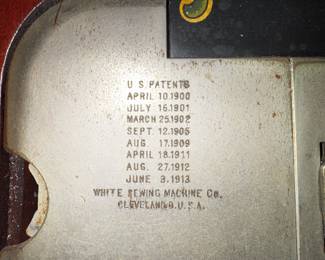 U.S. PATENTS
APRIL 10.1900
JULY 16.1901
MARCH 25.1902
SEPT. 12.1905
AUG. 17.1909
APRIL 18.1911
AUG. 27.1912
JUNE 3.1913
WHITE SEWING MACHINE CO.
CLEVELAND.O.U.S.A.